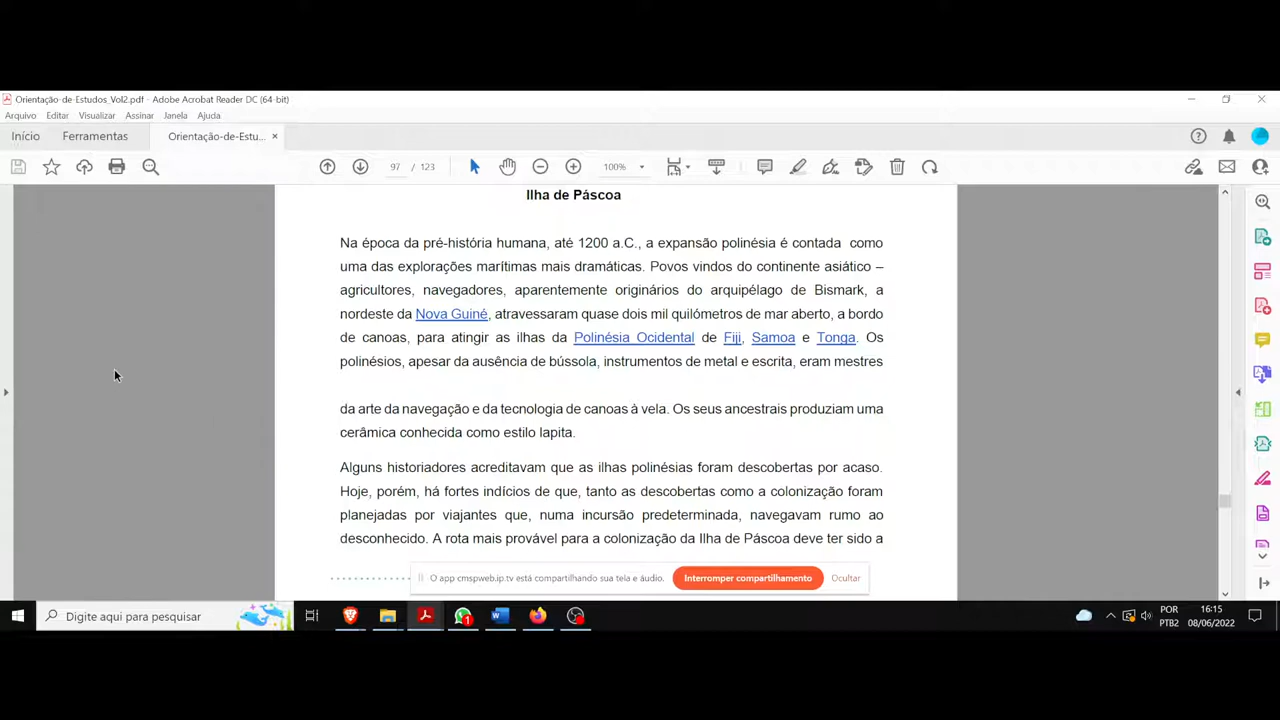 Orientação-de-Estudos_Vol2.pdf - Adobe Acrobat Reader DC (64-bit)
Arquivo Editar Visualizar Assinar Janela Ajuda
Início Ferramentas Orientação-de-Estu... ×
97 / 123 100%
Ilha de Páscoa
Na época da pré-história humana, até 1200 a.C., a expansão polinésia é contada como
uma das explorações marítimas mais dramáticas. Povos vindos do continente asiático –
agricultores, navegadores, aparentemente originários do arquipélago de Bismark, a
nordeste da Nova Guiné, atravessaram quase dois mil quilómetros de mar aberto, a bordo
de canoas, para atingir as ilhas da Polinésia Ocidental de Fiji, Samoa e Tonga. Os
polinésios, apesar da ausência de bússola, instrumentos de metal e escrita, eram mestres
da arte da navegação e da tecnologia de canoas à vela. Os seus ancestrais produziam uma
cerâmica conhecida como estilo lapita.
Alguns historiadores acreditavam que as ilhas polinésias foram descobertas por acaso.
Hoje, porém, há fortes indícios de que, tanto as descobertas como a colonização foram
planejadas por viajantes que, numa incursão predeterminada, navegavam rumo ao
desconhecido. A rota mais provável para a colonização da Ilha de Páscoa deve ter sido a
O app cmspweb.ip.tv está compartilhando sua tela e áudio. Interromper compartilhamento Ocultar
Digite aqui para pesquisar
1
POR 16:15
PTB2 08/06/2022